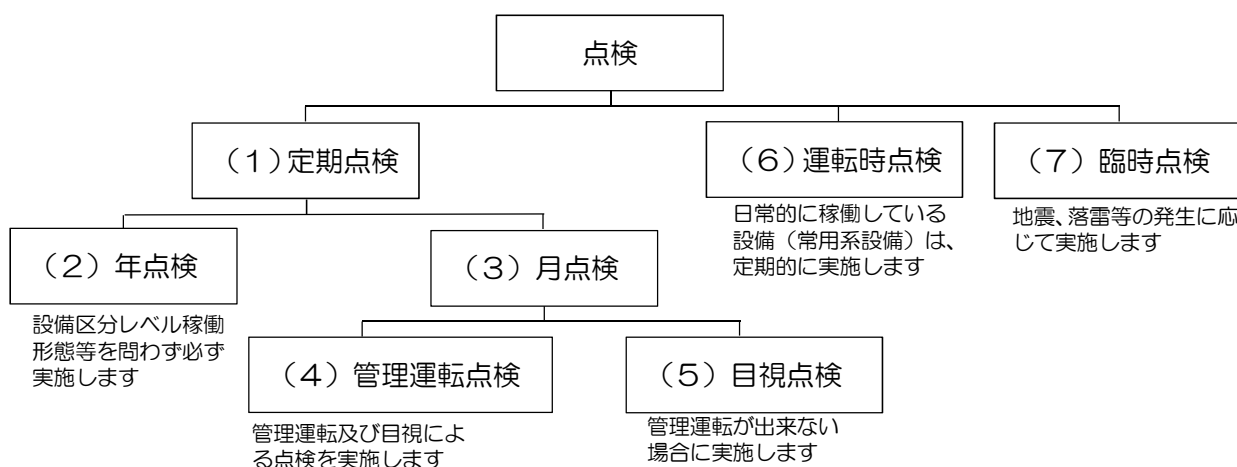 点検
（１）定期点検
（６）運転時点検
（７）臨時点検
日常的に稼働している
設備（常用系設備）は、
定期的に実施します
地震、落雷等の発生に応
じて実施します
（２）年点検
（３）月点検
設備区分レベル稼働
形態等を問わず必ず
実施します
（４）管理運転点検
（５）目視点検
管理運転及び目視によ
る点検を実施します
管理運転が出来ない
場合に実施します